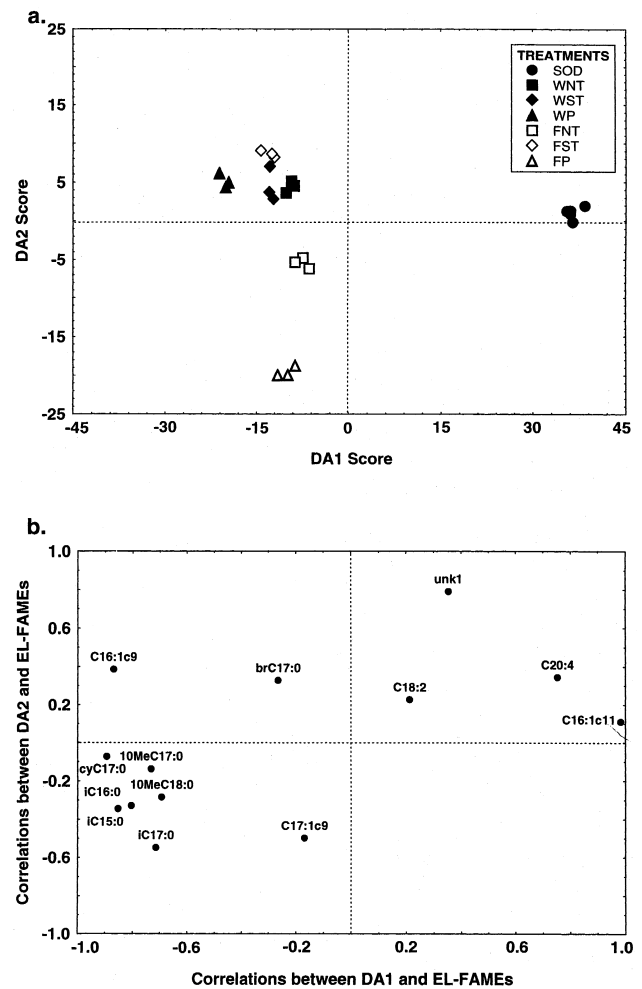 a.
25
15
5
-5
-15
-25
DA2 Score
-45
-30
-15
0
15
30
45
DA1 Score
TREATMENTS
SOD
WNT
WST
WP
FNT
FST
FP
b.
1.0
0.6
0.2
-0.2
-0.6
-1.0
Correlations between DA2 and EL-FAMEs
unk1
C16:1c9
brC17:0
C18:2
C20:4
C16:1c11
10MeC17:0
cyC17:0
iC16:0
10MeC18:0
iC15:0
iC17:0
C17:1c9
-1.0
-0.6
-0.2
0.2
0.6
1.0
Correlations between DA1 and EL-FAMEs